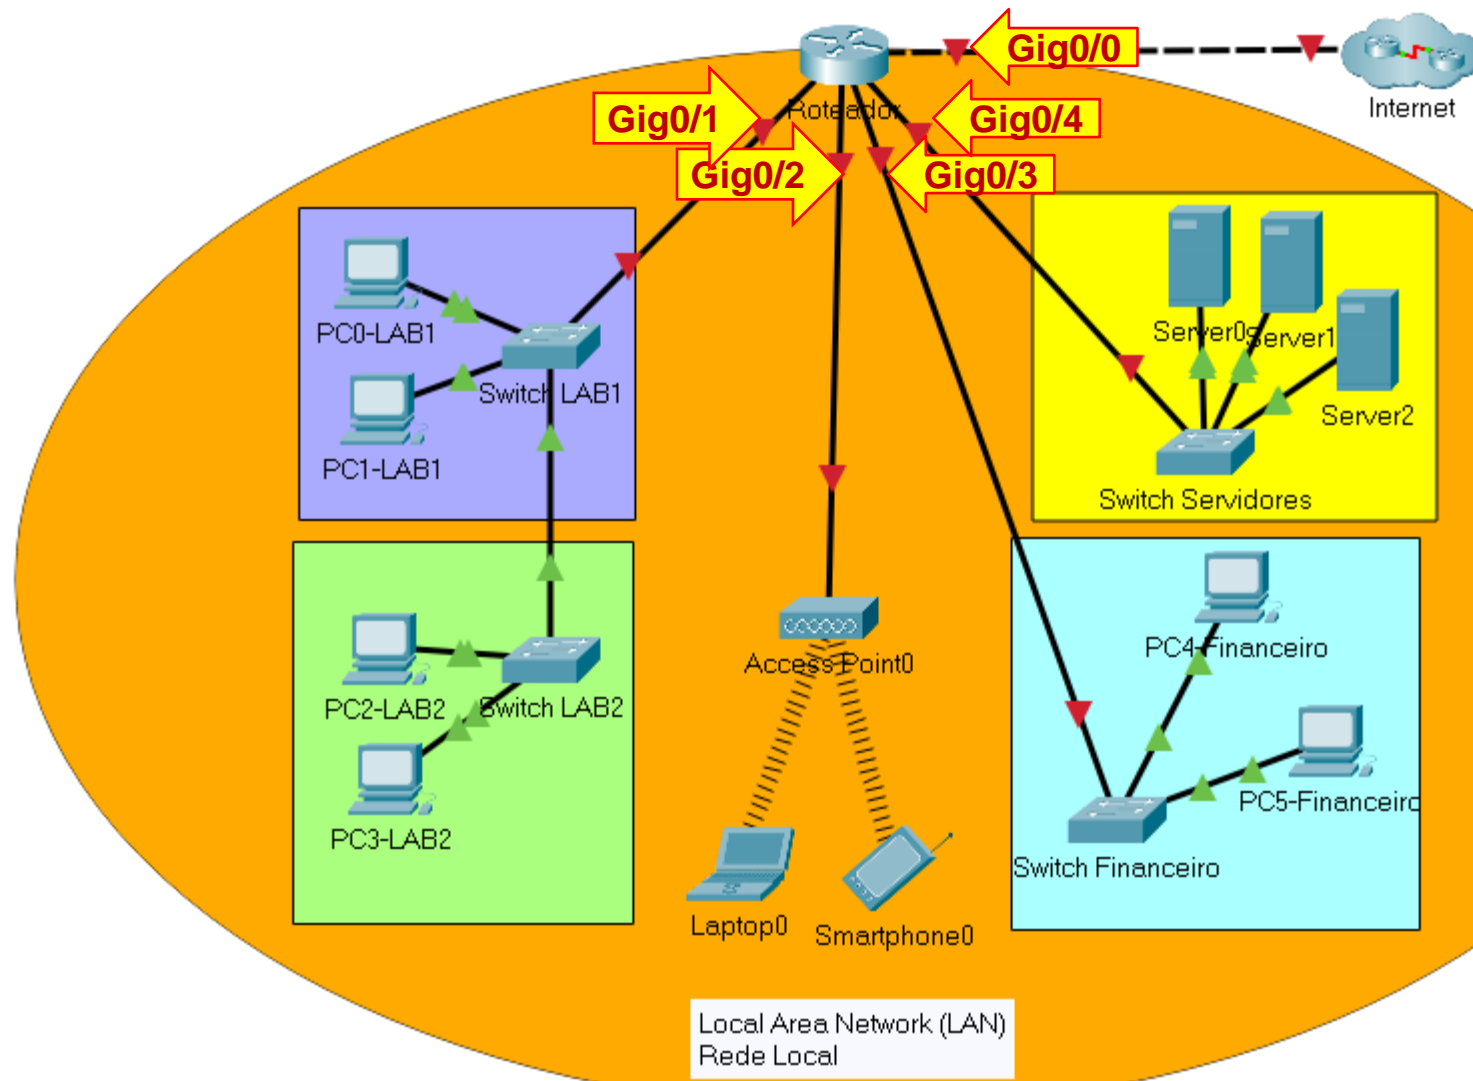 Gig0/0
Internet
Roteador
Gig0/1
Gig0/4
Gig0/2
Gig0/3
PC0-LAB1
Switch LAB1
PC1-LAB1
Server0s
Server1
Server2
Switch Servidores
PC2-LAB2
Switch LAB2
PC3-LAB2
Access Point0
PC4-Financeiro
PC5-Financeiro
Switch Financeiro
Laptop0
Smartphone0
Local Area Network (LAN)
Rede Local